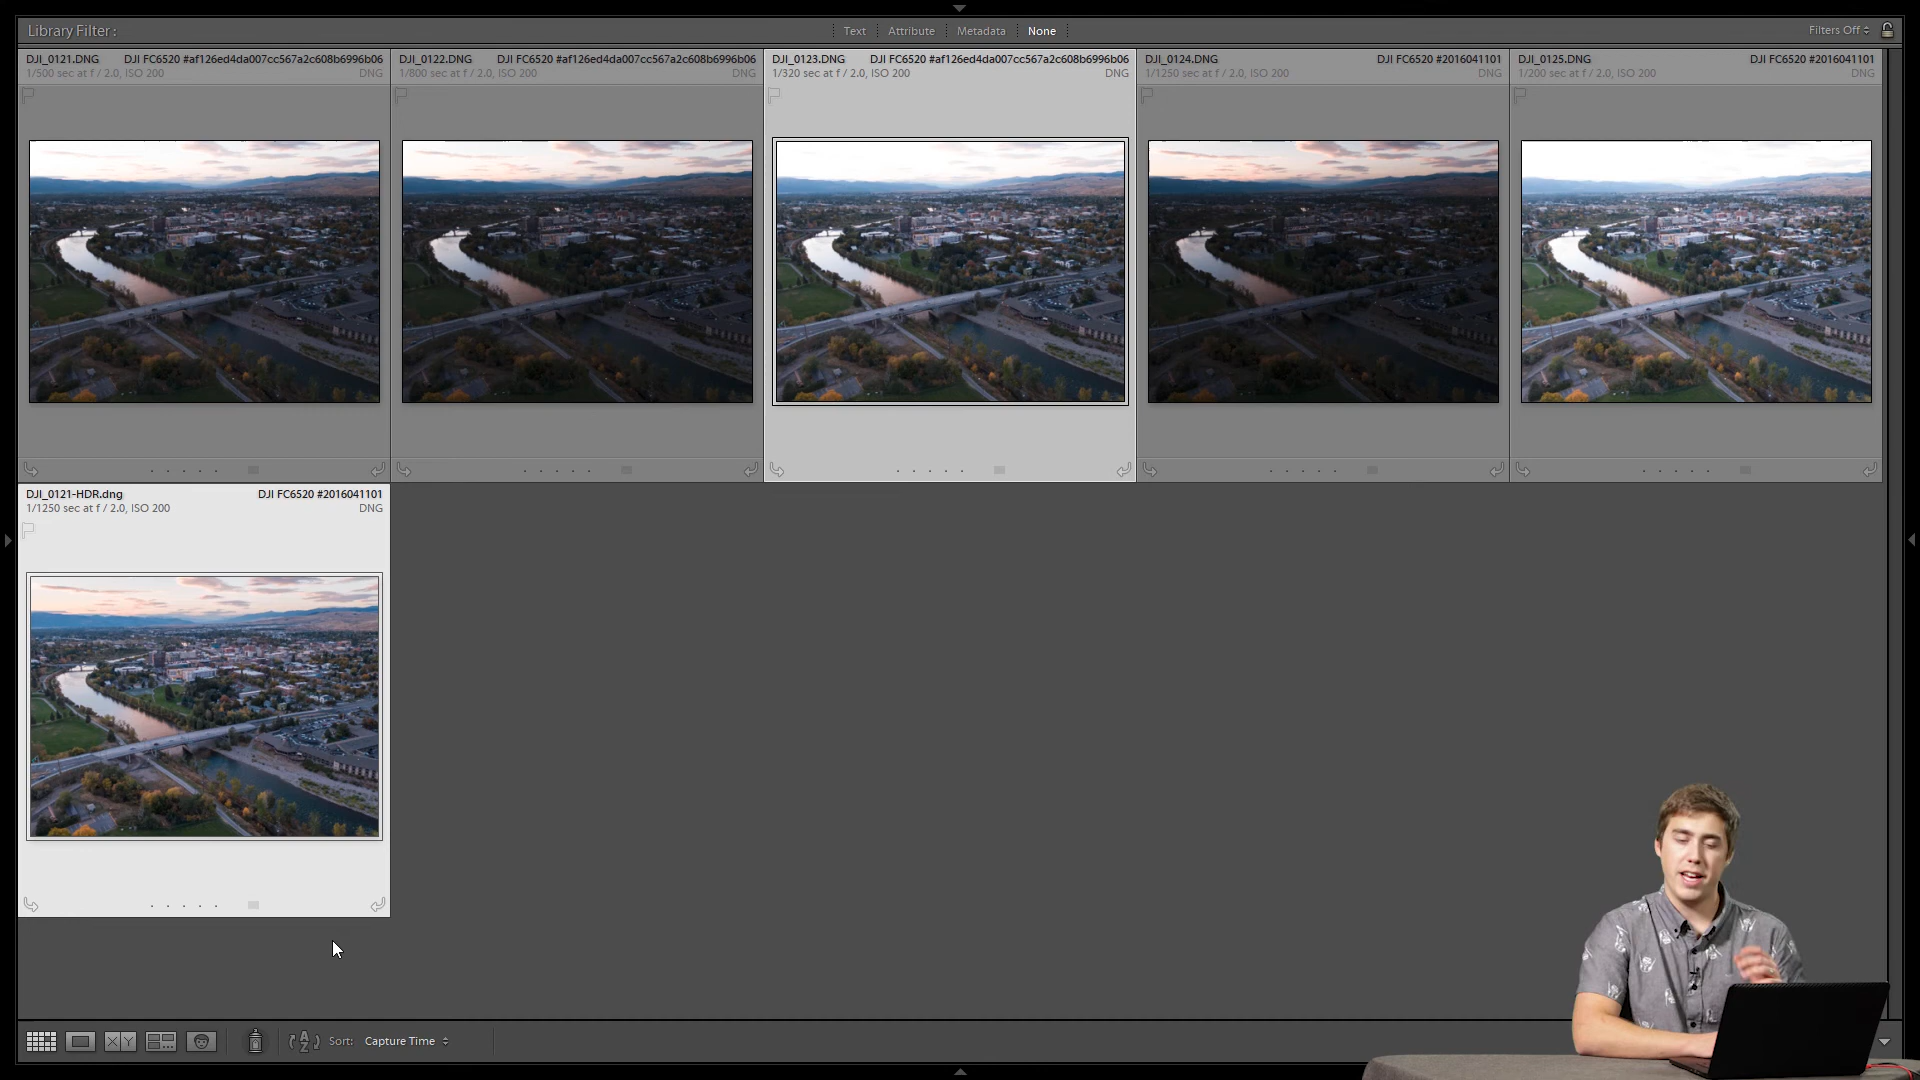 Library Filter :
Text Attribute Metadata None
Filters Off
DJI_0121.DNG DJI FC6520 #af126ed4da007cc567a2c608b6996b06
1/500 sec at f / 2.0, ISO 200 DNG
DJI_0122.DNG DJI FC6520 #af126ed4da007cc567a2c608b6996b06
1/800 sec at f / 2.0, ISO 200 DNG
DJI_0123.DNG DJI FC6520 #af126ed4da007cc567a2c608b6996b06
1/320 sec at f / 2.0, ISO 200 DNG
DJI_0124.DNG DJI FC6520 #2016041101
1/1250 sec at f / 2.0, ISO 200 DNG
DJI_0125.DNG DJI FC6520 #2016041101
1/200 sec at f / 2.0, ISO 200 DNG
DJI_0121-HDR.dng DJI FC6520 #2016041101
1/1250 sec at f / 2.0, ISO 200 DNG
X Y
A
Z
Sort: Capture Time